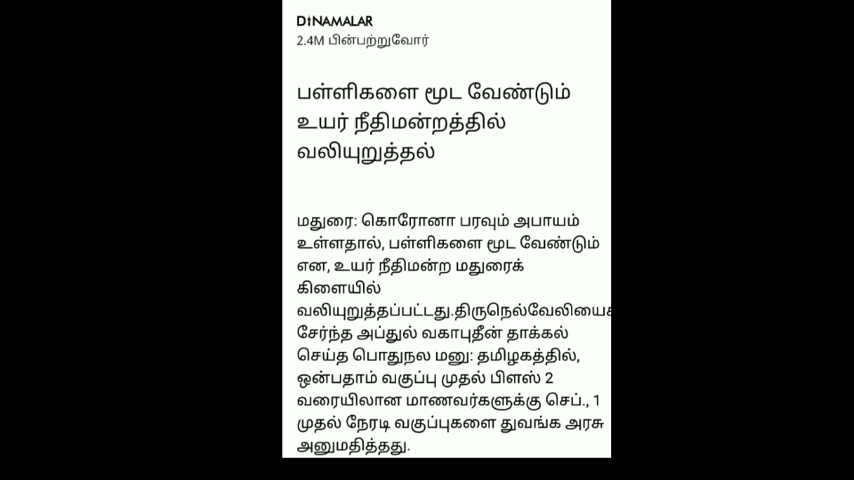 DINAMALAR
2.4M பின்பற்றுவோர்
பள்ளிகளை மூட வேண்டும்
உயர் நீதிமன்றத்தில்
வலியுறுத்தல்
மதுரை: கொரோனா பரவும் அபாயம்
உள்ளதால், பள்ளிகளை மூட வேண்டும்
என, உயர் நீதிமன்ற மதுரைக்
கிளையில்
வலியுறுத்தப்பட்டது.திருநெல்வேலியைச்
சேர்ந்த அப்துல் வகாபுதீன் தாக்கல்
செய்த பொதுநல மனு: தமிழகத்தில்,
ஒன்பதாம் வகுப்பு முதல் பிளஸ் 2
வரையிலான மாணவர்களுக்கு செப்., 1
முதல் நேரடி வகுப்புகளை துவங்க அரசு
அனுமதித்தது.